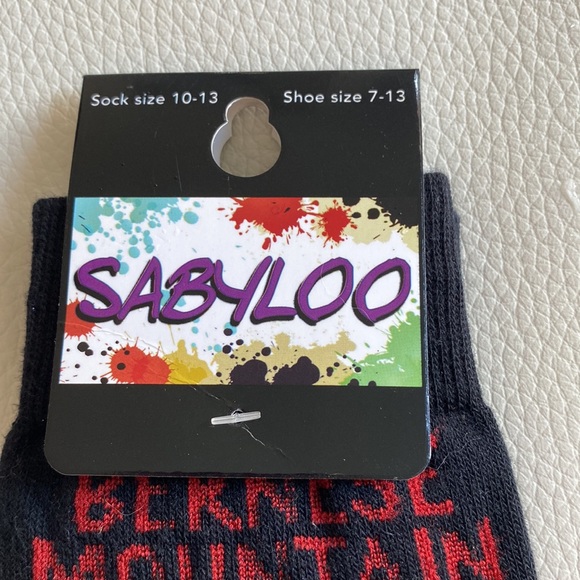 Sock size 10-13 Shoe size 7-13
SABYLOO
BERNESE
MOUNTAIN